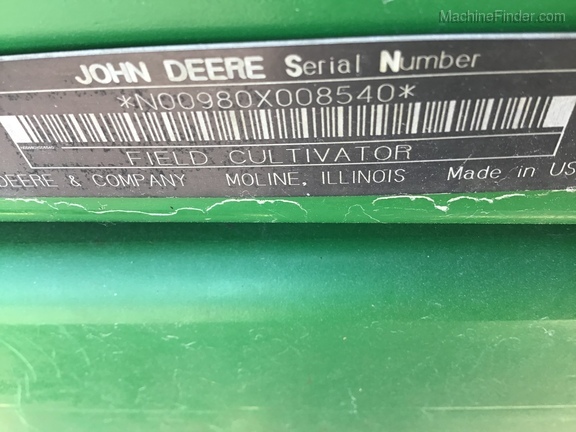 MachineFinder.com
JOHN DEERE Serial Number
*N00980X008540*
FIELD CULTIVATOR
DEERE & COMPANY MOLINE, ILLINOIS Made in US